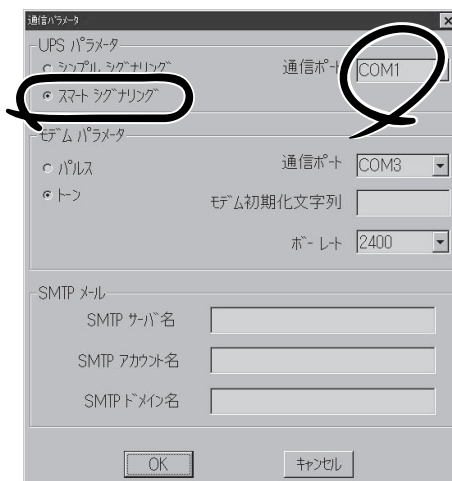 通信パラメータ
UPS パラメータ
シンプル シグナリング
通信ポート
COM1
スマート シグナリング
モデム パラメータ
パルス
通信ポート
COM3
トーン
モデム初期化文字列
ボーレート
2400
SMTP メール
SMTP サーバ名
SMTP アカウント名
SMTP ドメイン名
OK
キャンセル